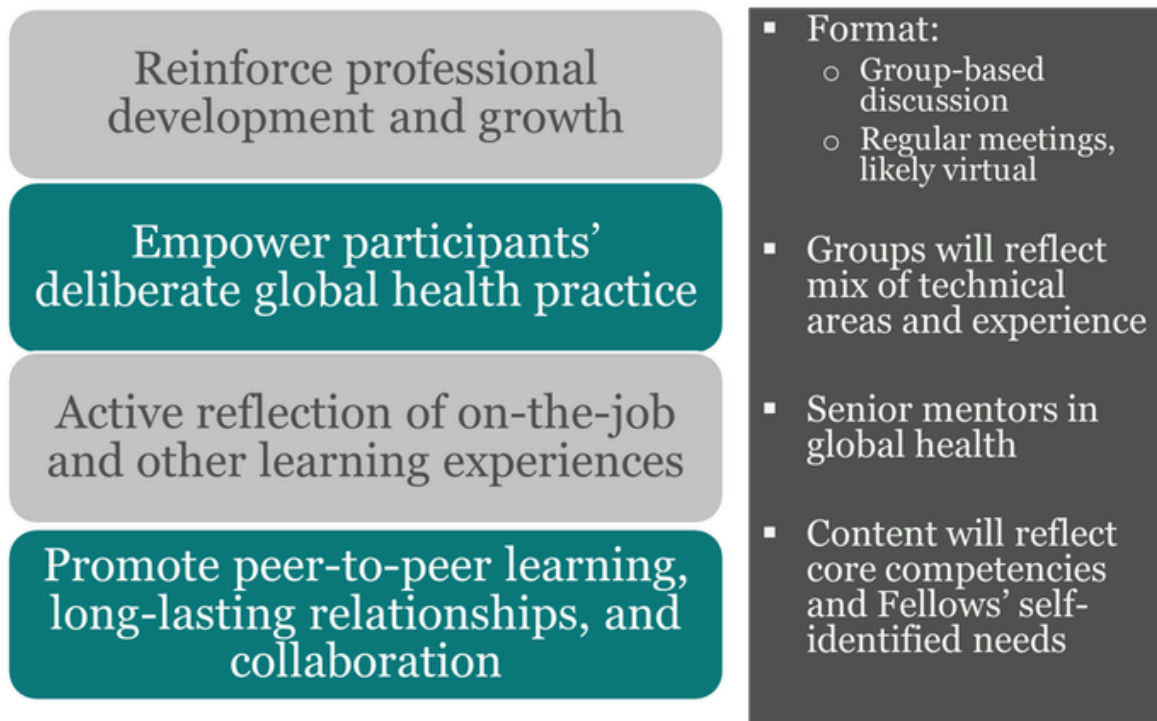 Reinforce professional
development and growth
Empower participants’
deliberate global health practice
Active reflection of on-the-job
and other learning experiences
Promote peer-to-peer learning,
long-lasting relationships, and
collaboration
▪ Format:
o Group-based
discussion
o Regular meetings,
likely virtual
▪ Groups will reflect
mix of technical
areas and experience
▪ Senior mentors in
global health
▪ Content will reflect
core competencies
and Fellows’ self-
identified needs